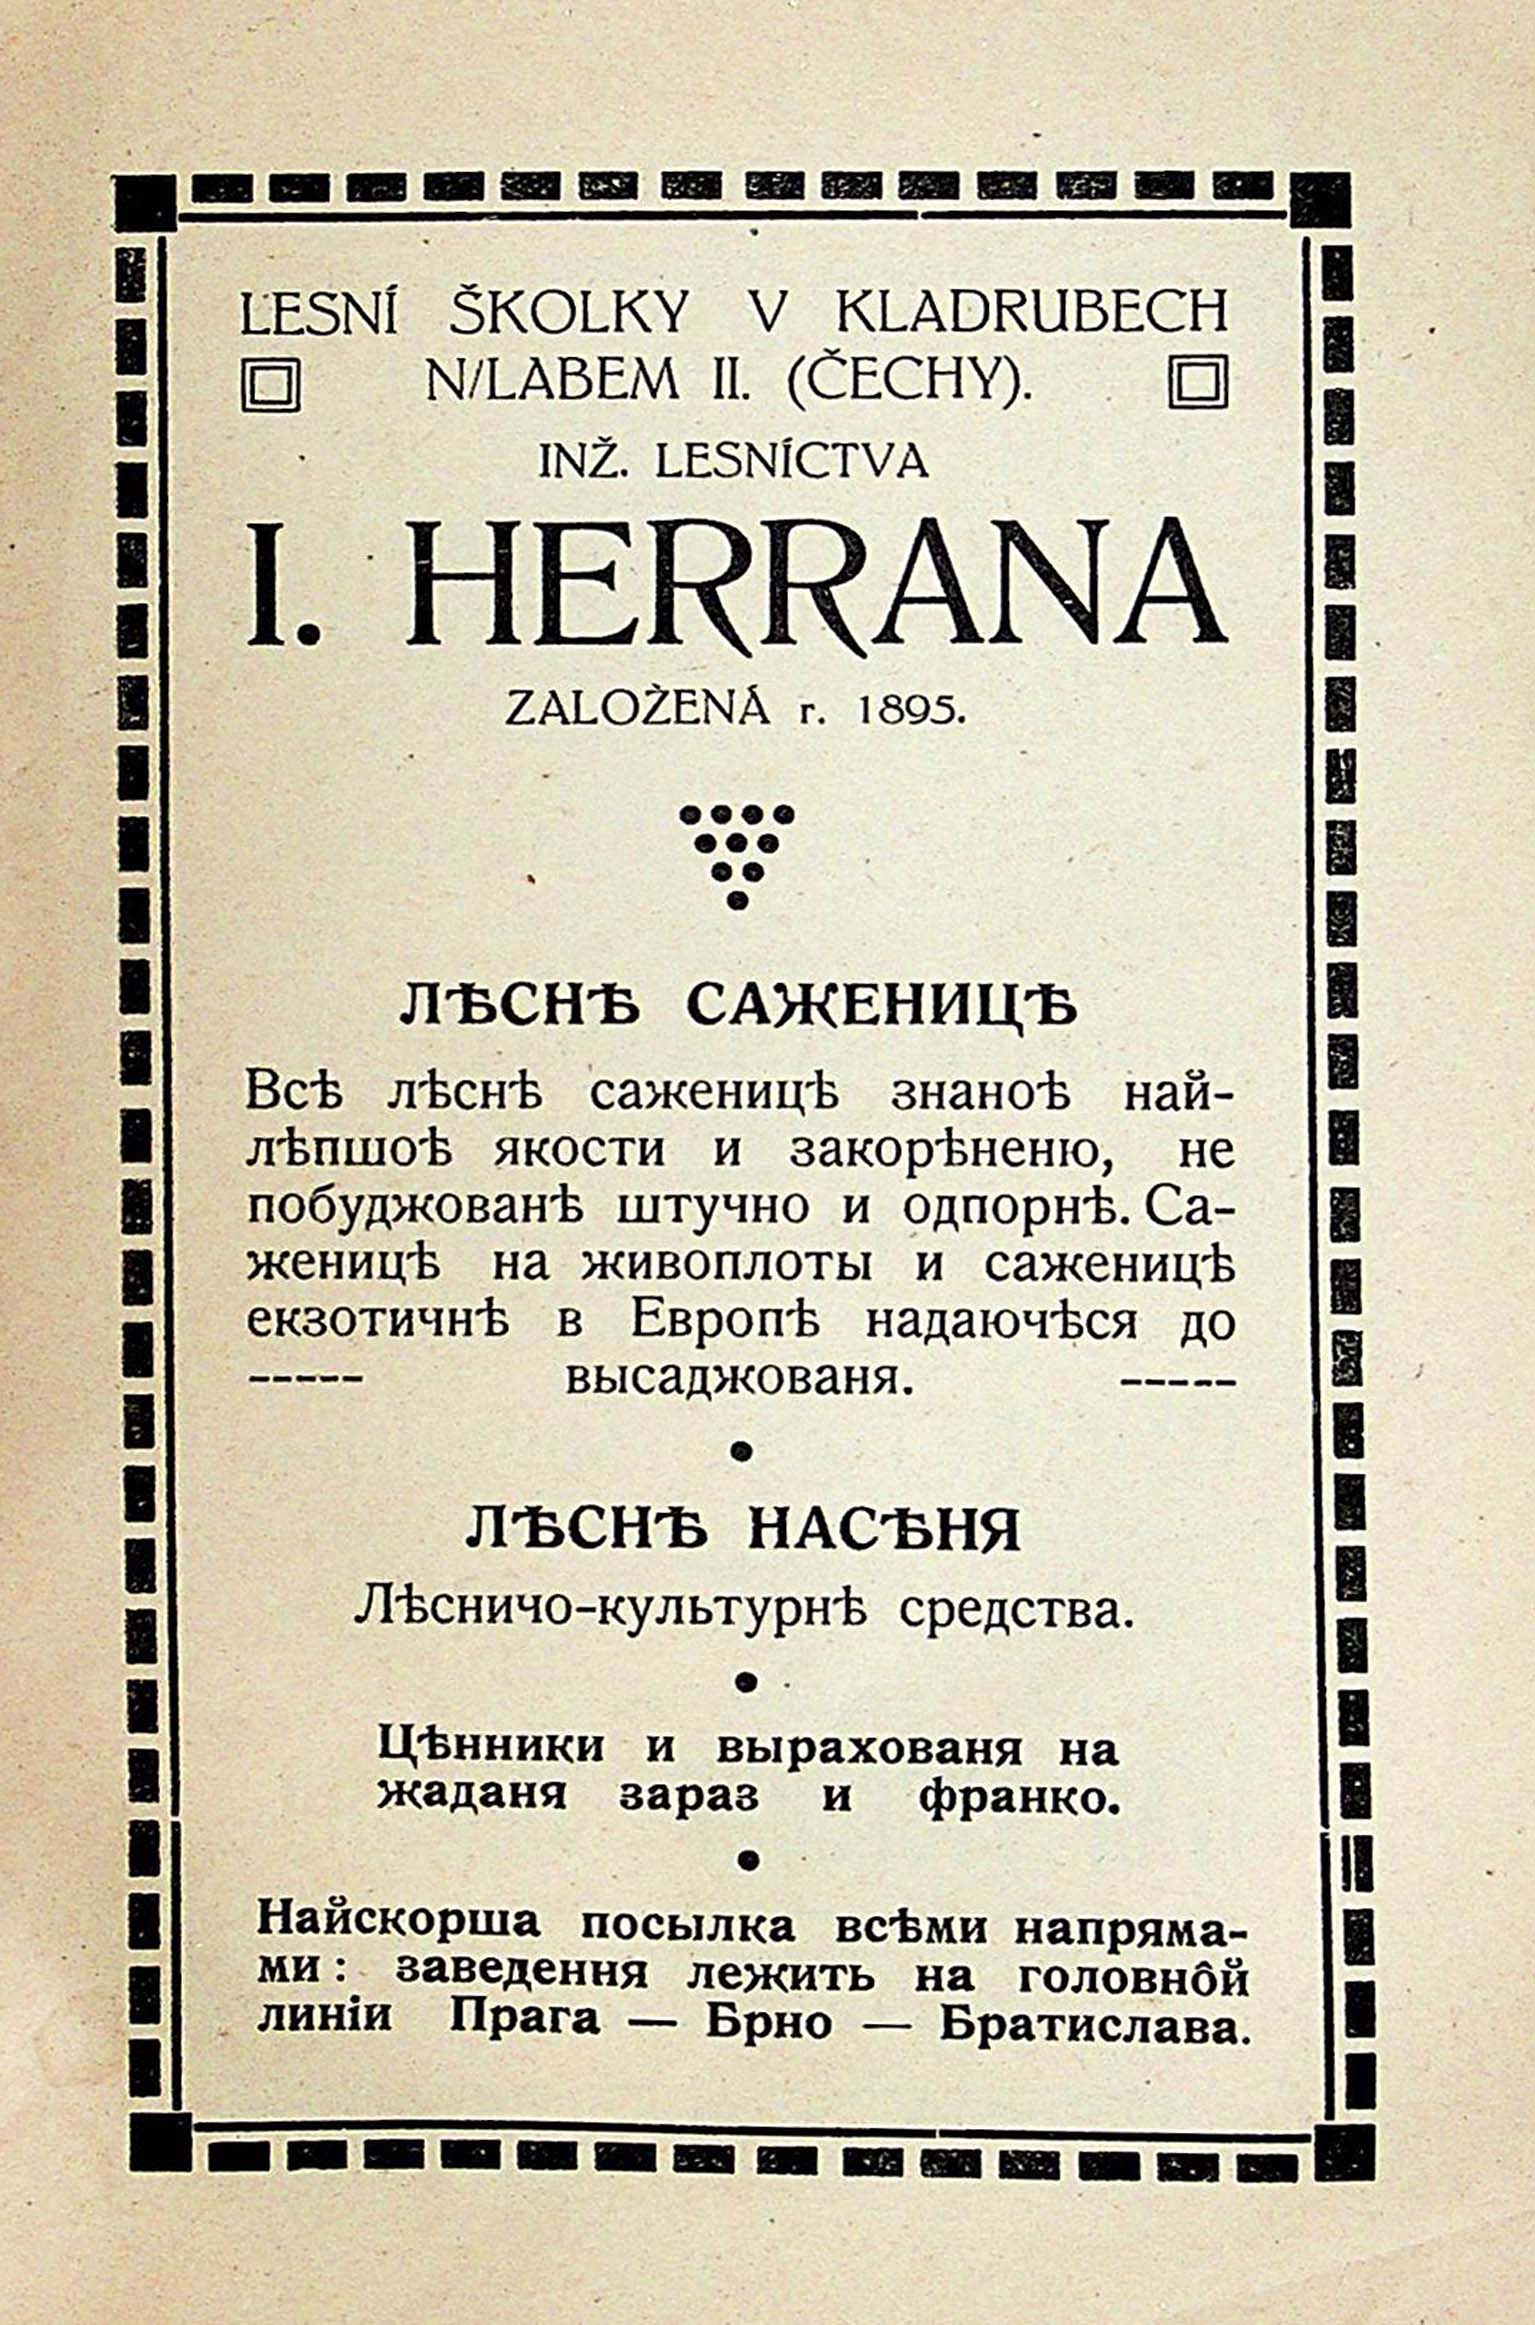 LESNÍ ŠKOLKY V KLADRUBECH
N/LABEM II. (ČECHY).
INŽ. LESNÍCTVA
I. HERRANA
ZALOŽENÁ r. 1895.
ЛѢСНѢ САЖЕНИЦѢ
Всѣ лѣснѣ саженицѣ знаноѣ най-
лѣпшоѣ якости и закорѣненю, не
побуджованѣ штучно и одпорнѣ. Са-
женицѣ на живоплоты и саженицѣ
екзотичнѣ в Европѣ надаючѣся до
----- высаджованя. -----
ЛѢСНѢ НАСѢНЯ
Лѣсничо-культурнѣ средства.
Цѣнники и вырахованя на
жаданя зараз и франко.
Найскорша посылка всѣми напряма-
ми: заведення лежить на головнôй
линіи Прага — Брно — Братислава.